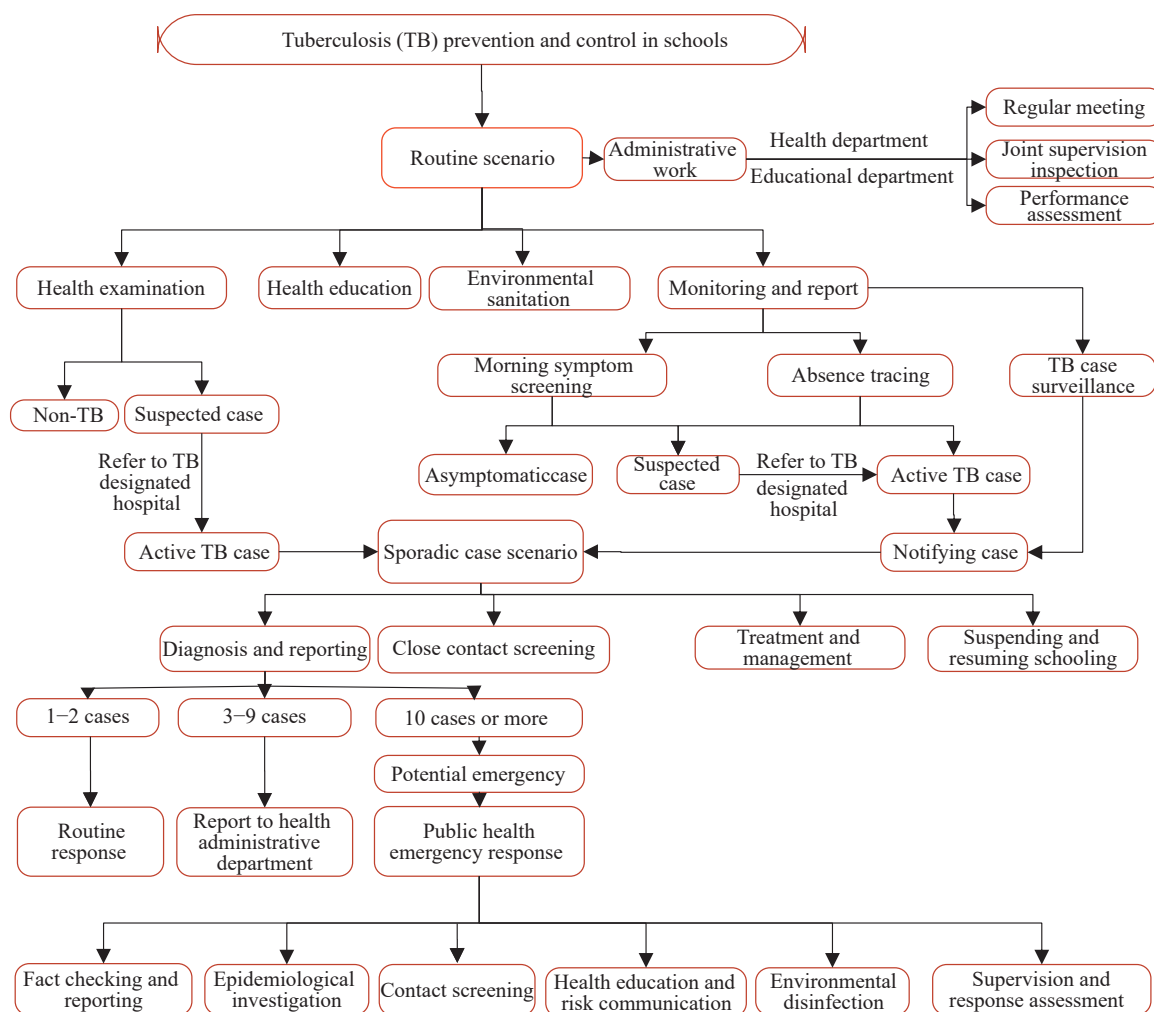 Tuberculosis (TB) prevention and control in schools
Regular meeting
Routine scenario
Administrative
work
Health department
Educational department
Joint supervision
inspection
Performance
assessment
Health examination
Health education
Environmental
sanitation
Monitoring and report
Morning symptom
screening
Absence tracing
TB case
surveillance
Non-TB
Suspected case
Refer to TB
designated
hospital
Asymptomaticcase
Suspected
case
Refer to TB
designated
hospital
Active TB case
Active TB case
Sporadic case scenario
Notifying case
Diagnosis and reporting
Close contact screening
Treatment and
management
Suspending and
resuming schooling
1−2 cases
3−9 cases
10 cases or more
Potential emergency
Routine
response
Report to health
administrative
department
Public health
emergency response
Fact checking and
reporting
Epidemiological
investigation
Contact screening
Health education and
risk communication
Environmental
disinfection
Supervision and
response assessment